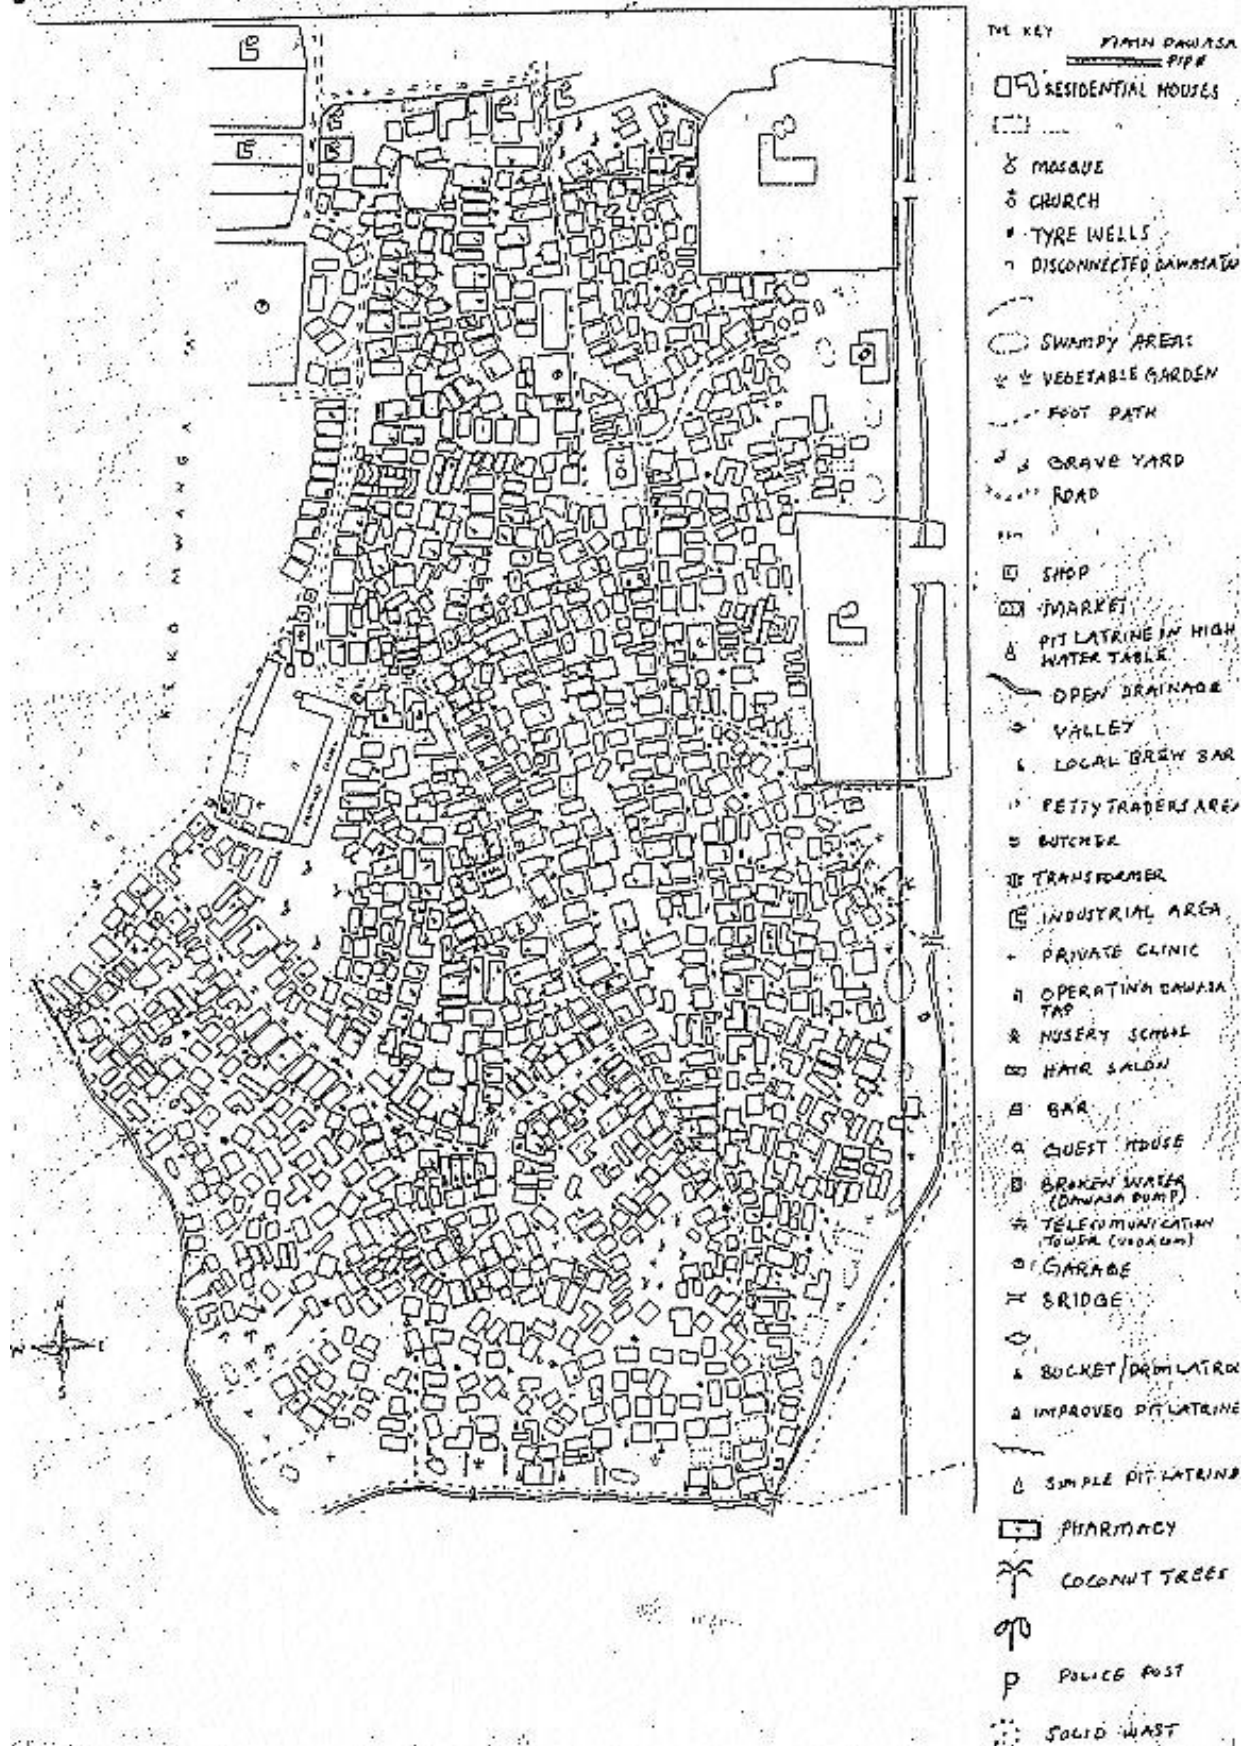 THE KEY
MAIN DAWASA
PIPE
RESIDENTIAL HOUSES
MOSQUE
CHURCH
TYRE WELLS
DISCONNECTED DAWASA
SWAMPY AREAS
VEGETABLE GARDEN
FOOT PATH
GRAVE YARD
ROAD
SHOP
MARKET
PIT LATRINE IN HIGH
WATER TABLE
OPEN DRAINAGE
VALLEY
LOCAL BREW BAR
PETTY TRADERS AREA
BUTCHER
TRANSFORMER
INDUSTRIAL AREA
PRIVATE CLINIC
OPERATING DAWASA
TAP
NUSERY SCHOOL
HAIR SALON
BAR
GUEST HOUSE
BROKEN WATER
(DAWASA PUMP)
TELECOMUNICATION
TOWER (VODACOM)
GARAGE
BRIDGE
BUCKET/DRUM LATRI
IMPROVED PIT LATRINE
SIMPLE PIT LATRINE
PHARMACY
COCONUT TREES
P POLICE POST
SOLID WAST
KEKO MWANGA "A"
N
W E
S